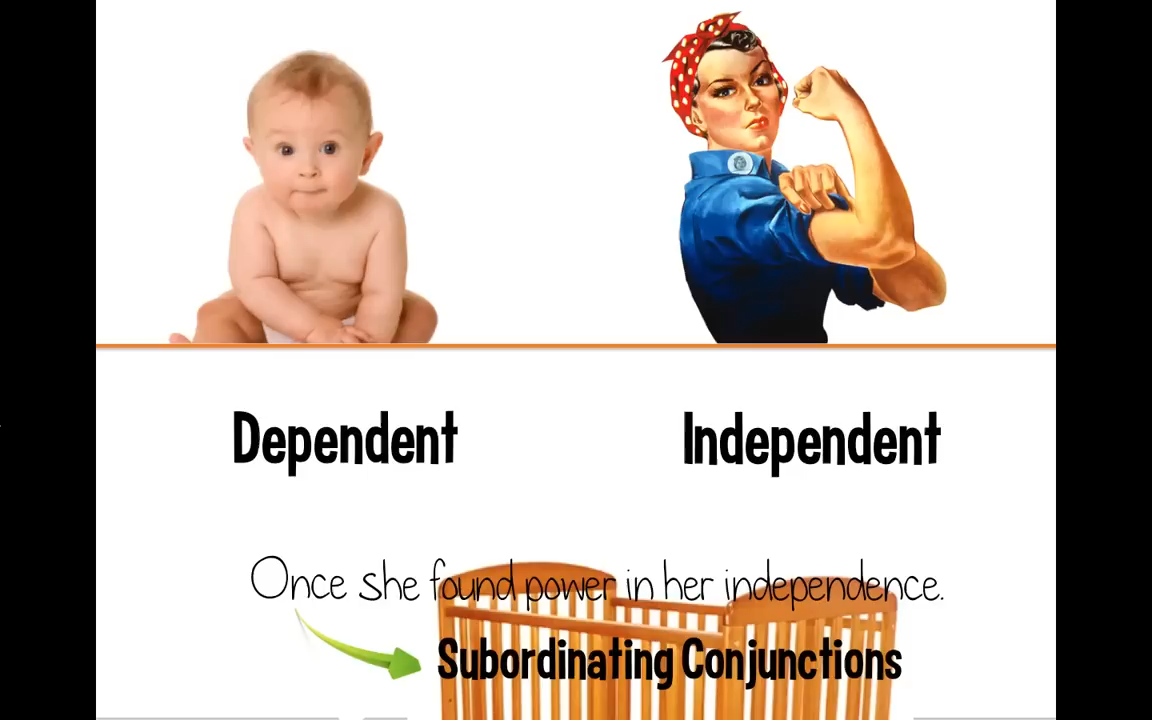 Dependent Independent
Once she found power in her independence.
Subordinating Conjunctions